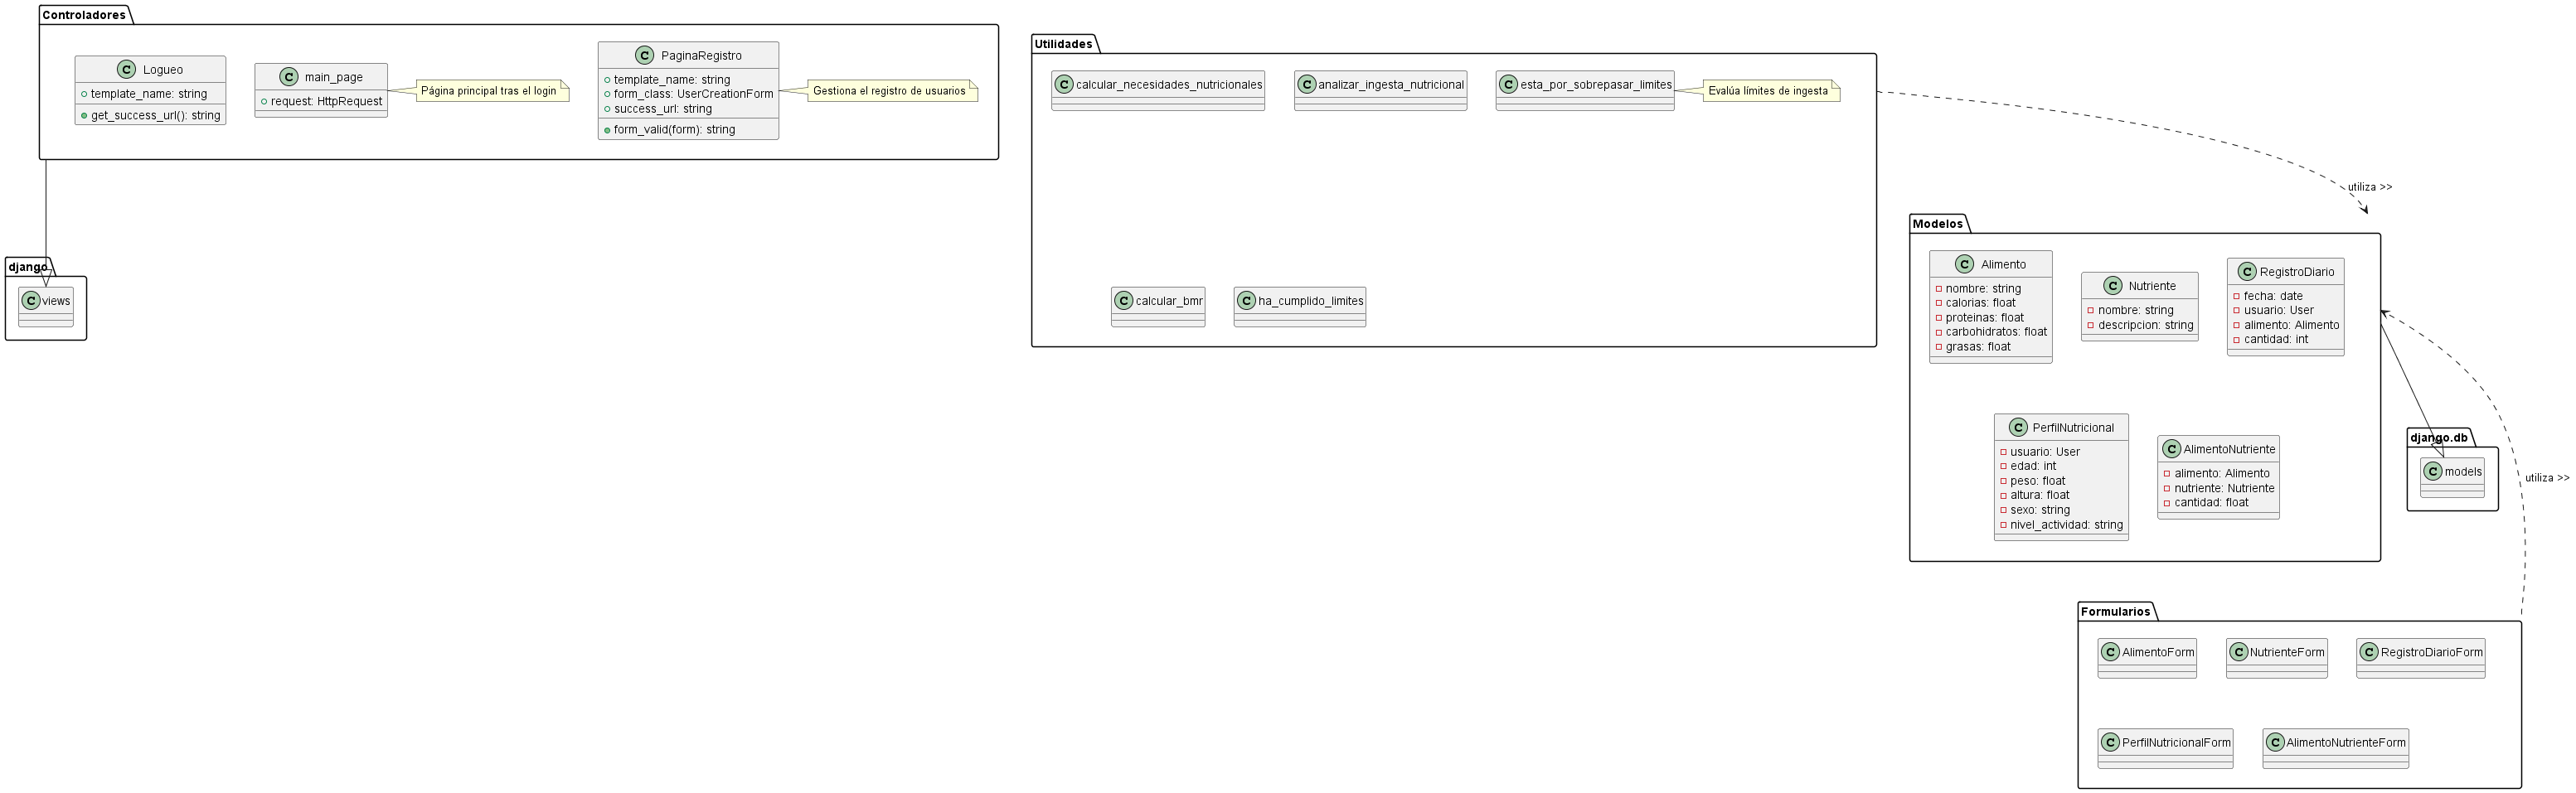 Controladores
C Logueo
template_name: string
get_success_url(): string
C main_page
request: HttpRequest
Página principal tras el login
C PaginaRegistro
template_name: string
form_class: UserCreationForm
success_url: string
form_valid(form): string
Gestiona el registro de usuarios
django
C views
Utilidades
C calcular_necesidades_nutricionales
C analizar_ingesta_nutricional
C esta_por_sobrepasar_limites
Evalúa límites de ingesta
C calcular_bmr
C ha_cumplido_limites
utiliza >>
Modelos
C Alimento
nombre: string
calorias: float
proteinas: float
carbohidratos: float
grasas: float
C Nutriente
nombre: string
descripcion: string
C RegistroDiario
fecha: date
usuario: User
alimento: Alimento
cantidad: int
C PerfilNutricional
usuario: User
edad: int
peso: float
altura: float
sexo: string
nivel_actividad: string
C AlimentoNutriente
alimento: Alimento
nutriente: Nutriente
cantidad: float
django.db
C models
utiliza >>
Formularios
C AlimentoForm
C NutrienteForm
C RegistroDiarioForm
C PerfilNutricionalForm
C AlimentoNutrienteForm